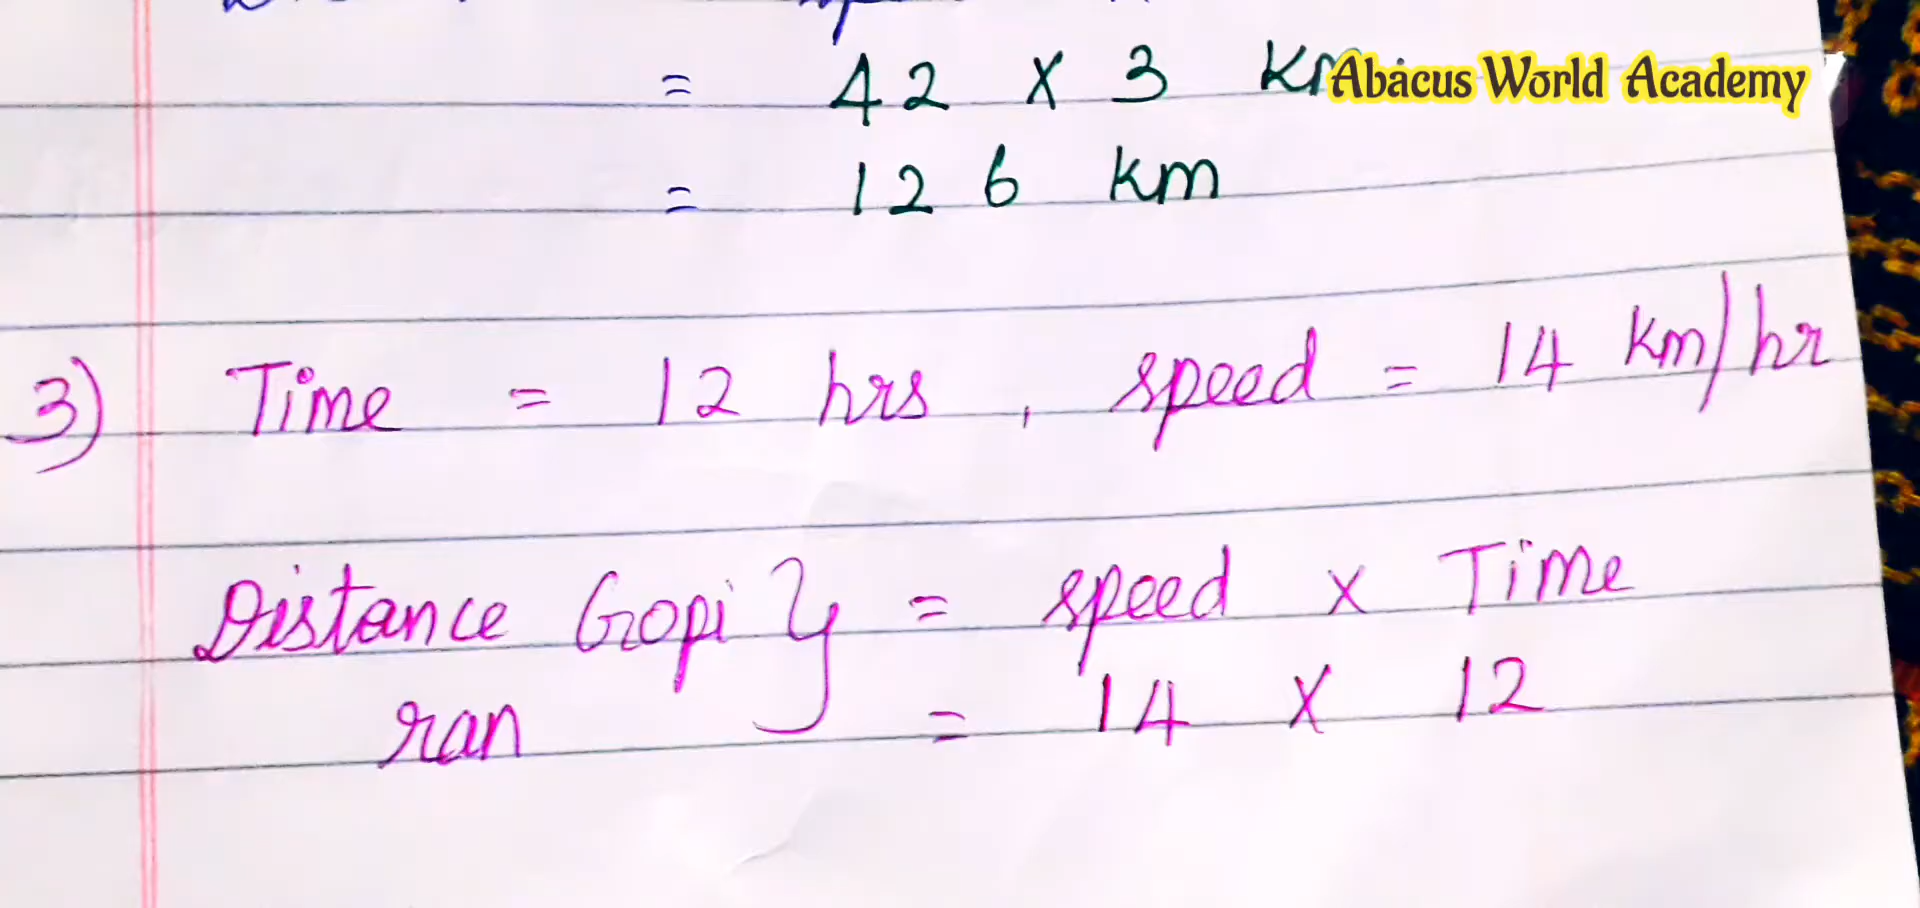 = 42 x 3
Abacus World Academy
= 126 km
3) Time = 12 hrs, speed = 14 km/hr
Distance Gopi } = speed x Time
ran = 14 x 12